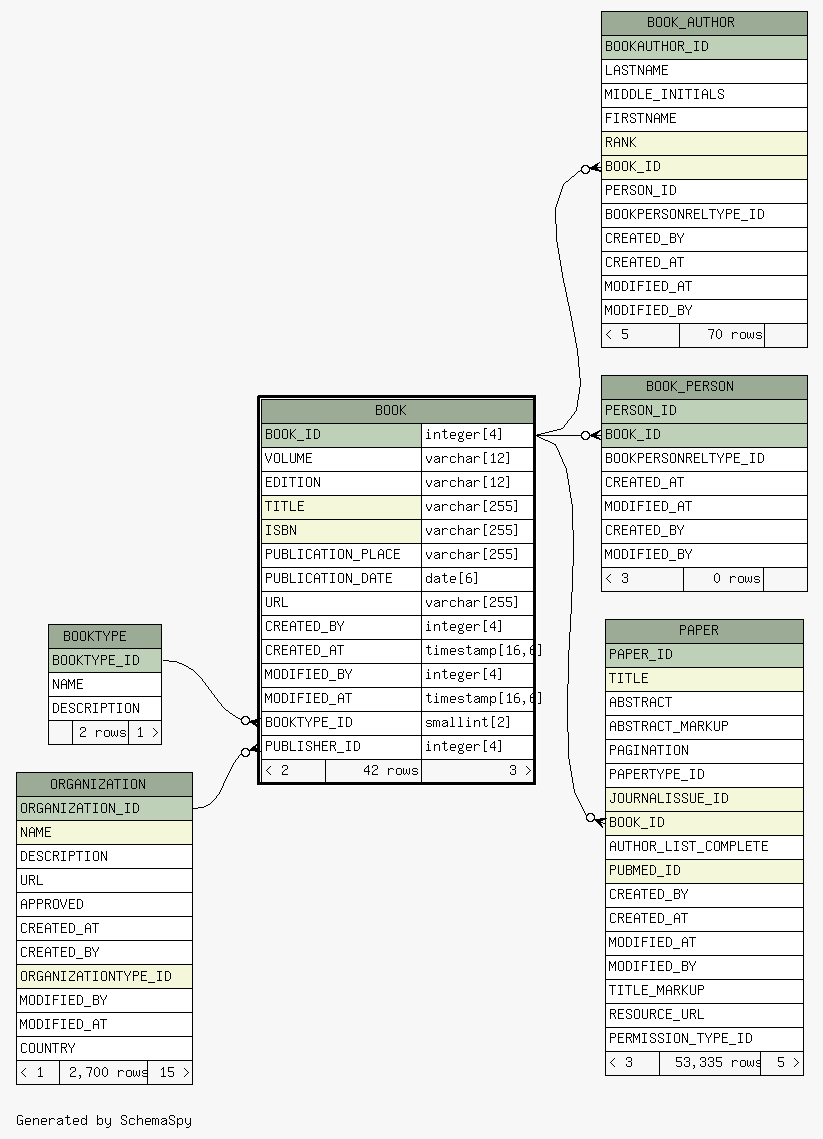 BOOK_AUTHOR
BOOKAUTHOR_ID
LASTNAME
MIDDLE_INITIALS
FIRSTNAME
RANK
BOOK_ID
PERSON_ID
BOOKPERSONRELTYPE_ID
CREATED_BY
CREATED_AT
MODIFIED_AT
MODIFIED_BY
< 5 70 rows
BOOK_PERSON
PERSON_ID
BOOK_ID
BOOKPERSONRELTYPE_ID
CREATED_AT
MODIFIED_AT
CREATED_BY
MODIFIED_BY
< 3 0 rows
BOOK
BOOK_ID integer[4]
VOLUME varchar[12]
EDITION varchar[12]
TITLE varchar[255]
ISBN varchar[255]
PUBLICATION_PLACE varchar[255]
PUBLICATION_DATE date[6]
URL varchar[255]
CREATED_BY integer[4]
CREATED_AT timestamp[16,6]
MODIFIED_BY integer[4]
MODIFIED_AT timestamp[16,6]
BOOKTYPE_ID smallint[2]
PUBLISHER_ID integer[4]
< 2 42 rows 3 >
BOOKTYPE
BOOKTYPE_ID
NAME
DESCRIPTION
2 rows 1 >
ORGANIZATION
ORGANIZATION_ID
NAME
DESCRIPTION
URL
APPROVED
CREATED_AT
CREATED_BY
ORGANIZATIONTYPE_ID
MODIFIED_BY
MODIFIED_AT
COUNTRY
< 1 2,700 rows 15 >
PAPER
PAPER_ID
TITLE
ABSTRACT
ABSTRACT_MARKUP
PAGINATION
PAPERTYPE_ID
JOURNALISSUE_ID
BOOK_ID
AUTHOR_LIST_COMPLETE
PUBMED_ID
CREATED_BY
CREATED_AT
MODIFIED_AT
MODIFIED_BY
TITLE_MARKUP
RESOURCE_URL
PERMISSION_TYPE_ID
< 3 53,335 rows 5 >
Generated by SchemaSpy